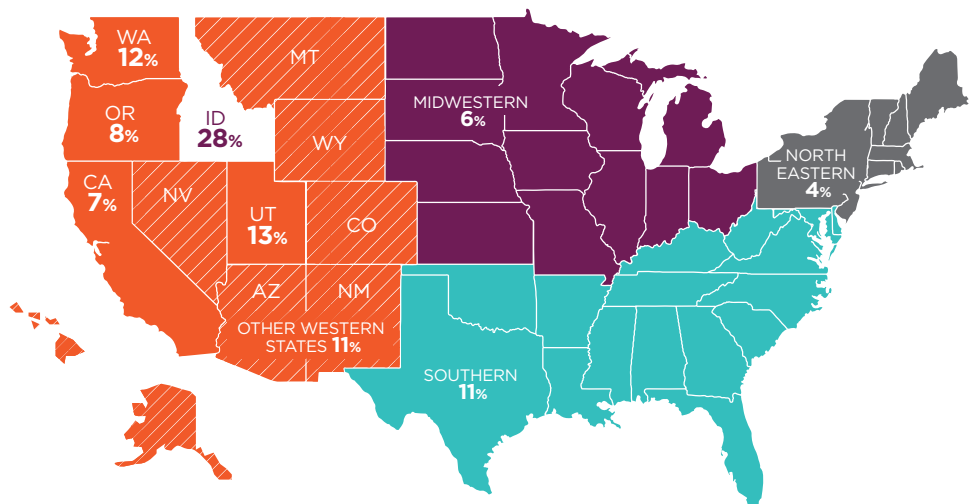 WA
12%
MT
OR
8%
ID
28%
MIDWESTERN
6%
WY
NORTH
EASTERN
4%
CA
7%
NV
UT
13%
CO
AZ
NM
OTHER WESTERN
STATES 11%
SOUTHERN
11%